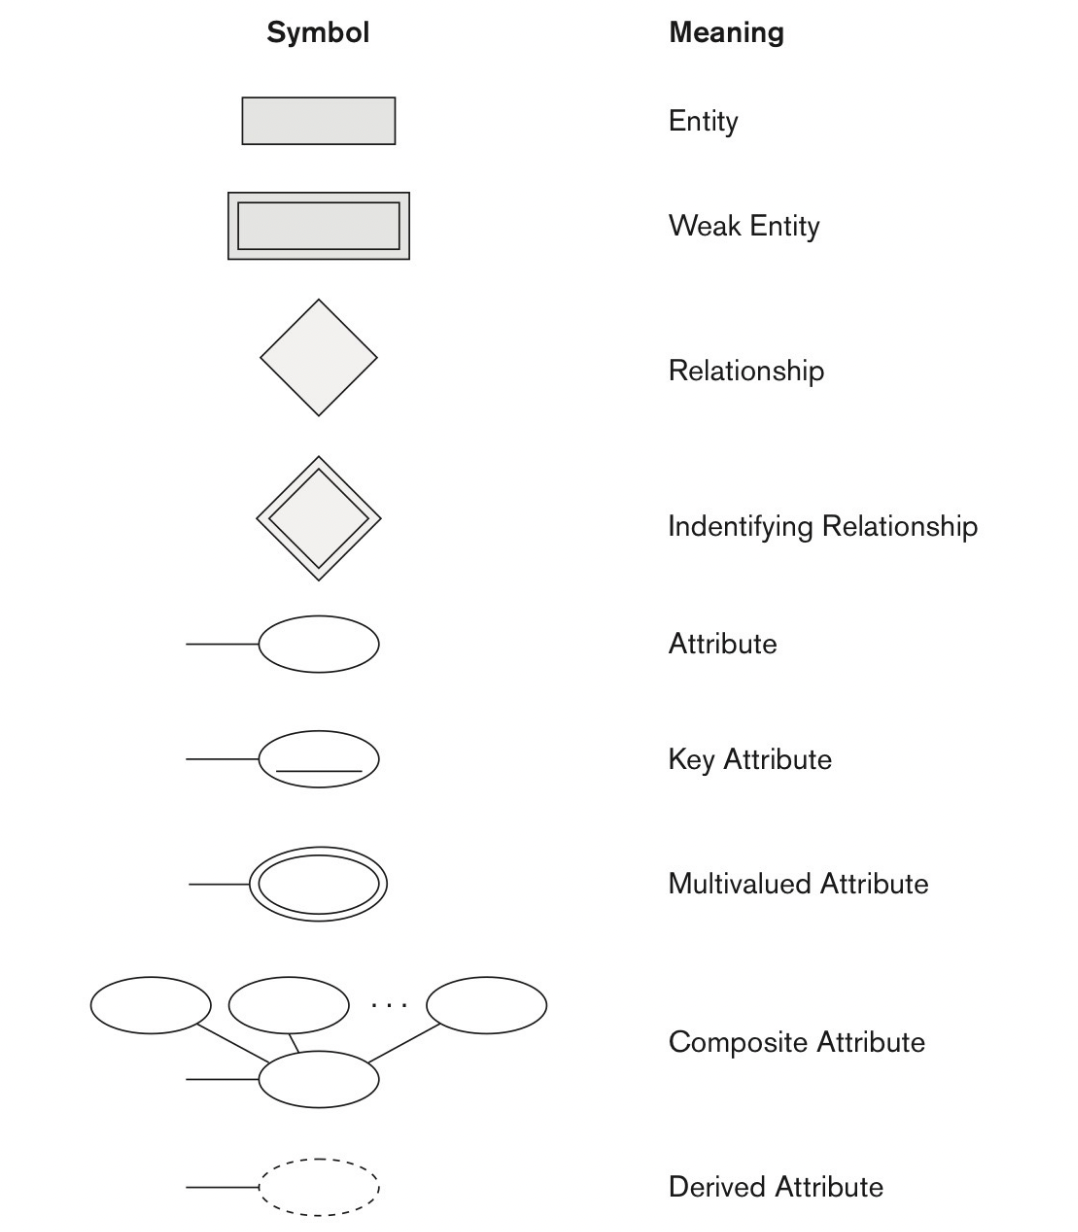 Symbol Meaning
Entity
Weak Entity
Relationship
Indentifying Relationship
Attribute
Key Attribute
Multivalued Attribute
. . .
Composite Attribute
Derived Attribute